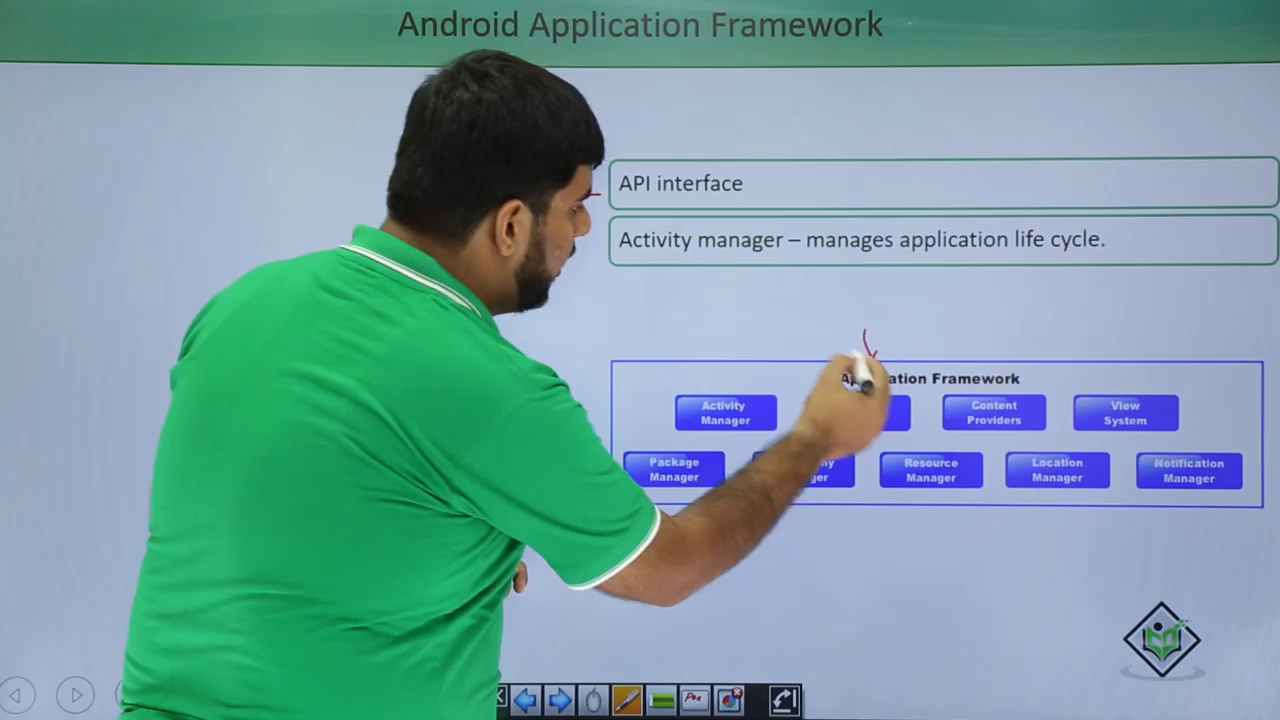 Android Application Framework
API interface
Activity manager – manages application life cycle.
Framework
Activity
Manager
Content
Providers
View
System
Package
Manager
Resource
Manager
Location
Manager
Notification
Manager